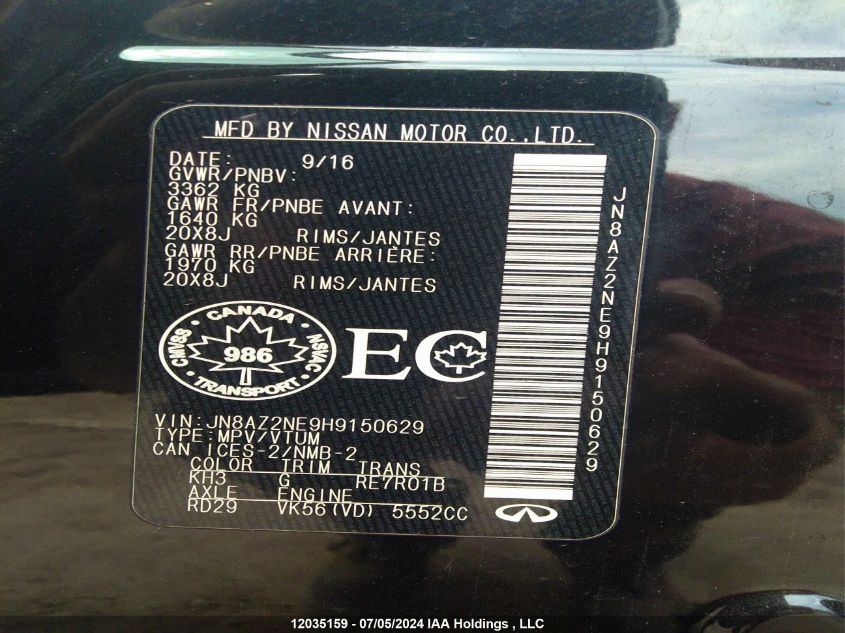 MFD BY NISSAN MOTOR CO.,LTD.
DATE: 9/16
GVWR/PNBV:
3362 KG
GAWR FR/PNBE AVANT:
1640 KG
20X8J RIMS/JANTES
GAWR RR/PNBE ARRIÈRE:
1970 KG
20X8J RIMS/JANTES
CANADA
CMVSS 986 NSVAC
TRANSPORT
EC
VIN:JN8AZ2NE9H9150629
TYPE:MPV/VTUM
CAN ICES-2/NMB-2
COLOR TRIM TRANS
KH3 G RE7R01B
AXLE ENGINE
RD29 VK56(VD) 5552CC
JN8AZ2NE9H9150629
12035159 - 07/05/2024 IAA Holdings , LLC